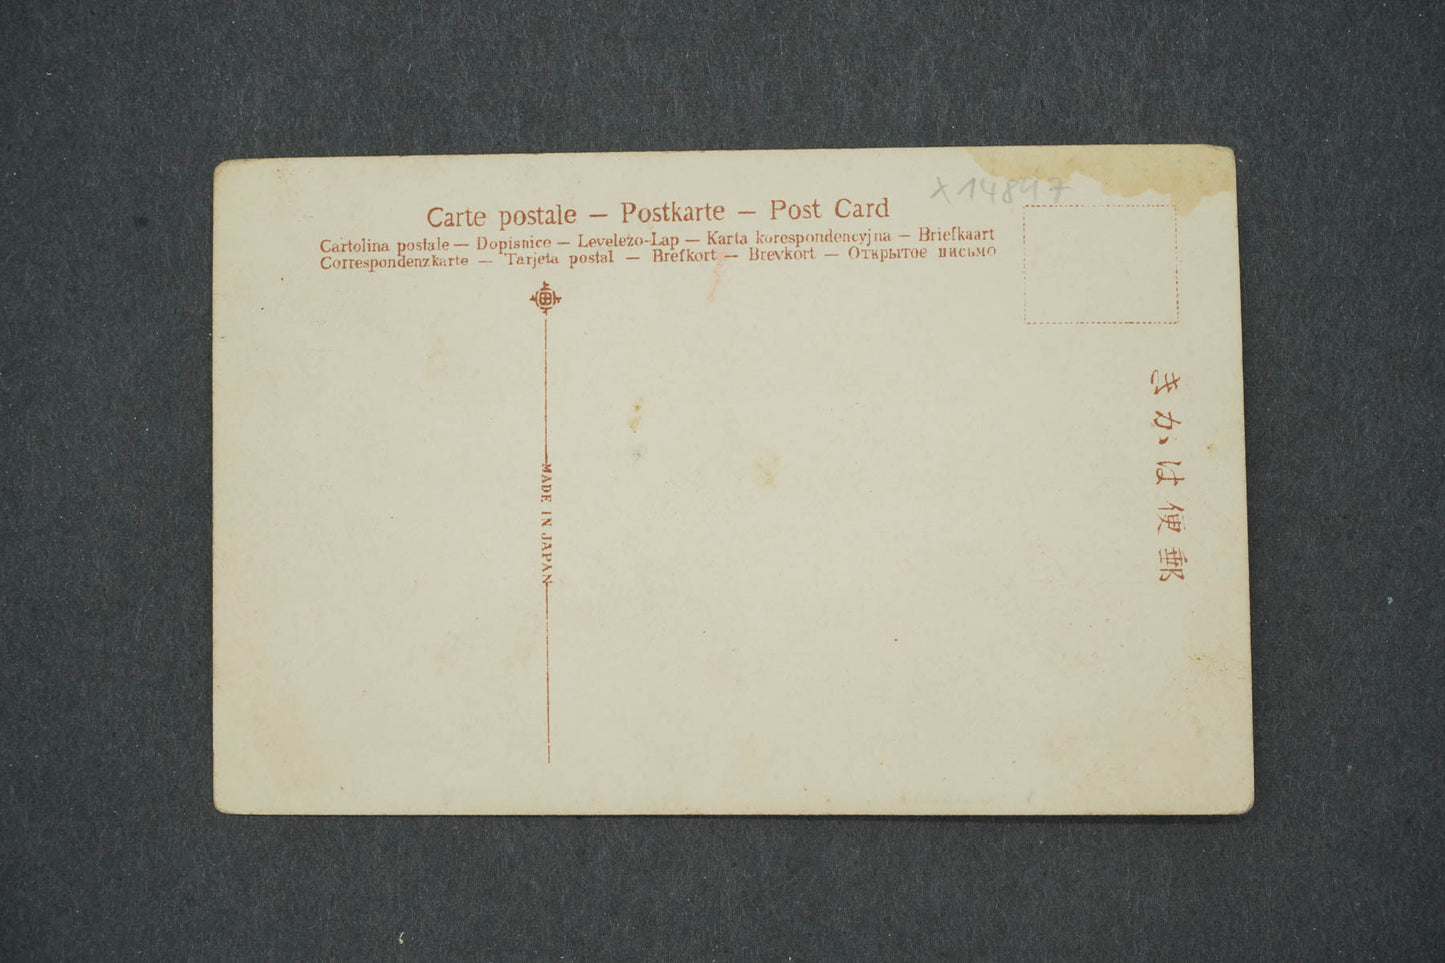 x14847
Carte postale — Postkarte — Post Card
Cartolina postale — Dopisnice — Levelezo-Lap — Karta korespondencyjna — Briefkaart
Correspondenzkarte — Tarjeta postal — Brefkort — Brevkort — Открытое письмо
MADE IN JAPAN
きかは便郵